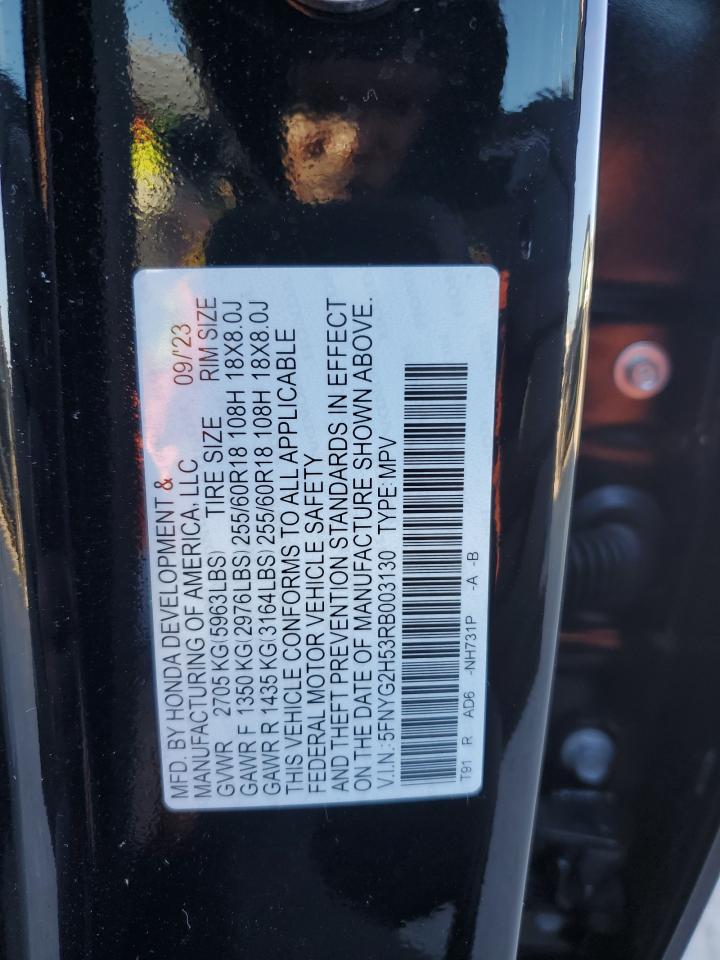 MFD. BY HONDA DEVELOPMENT &
MANUFACTURING OF AMERICA, LLC 09/'23
GVWR 2705 KG(5963LBS) TIRE SIZE RIM SIZE
GAWR F 1350 KG(2976LBS) 255/60R18 108H 18X8.0J
GAWR R 1435 KG(3164LBS) 255/60R18 108H 18X8.0J
THIS VEHICLE CONFORMS TO ALL APPLICABLE
FEDERAL MOTOR VEHICLE SAFETY
AND THEFT PREVENTION STANDARDS IN EFFECT
ON THE DATE OF MANUFACTURE SHOWN ABOVE.
V.I.N.: 5FNYG2H53RB003130 TYPE: MPV
T91 R AD6 -NH731P -A -B